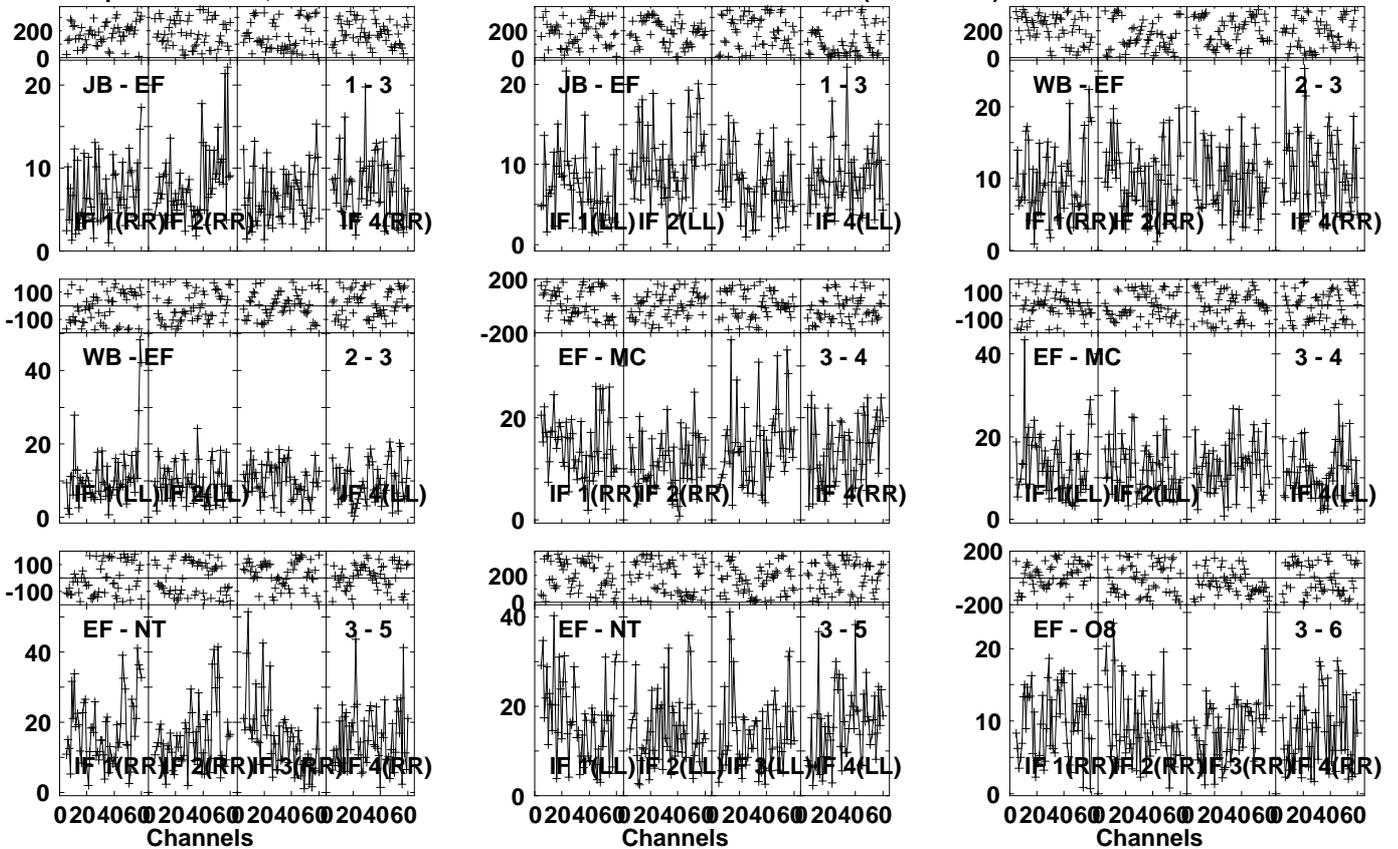 200
0
20
10
0
JB - EF
1 - 3
IF 1(RR)
IF 2(RR)
IF 4(RR)
200
0
20
10
0
JB - EF
1 - 3
IF 1(LL)
IF 2(LL)
IF 4(LL)
200
0
20
10
0
WB - EF
2 - 3
IF 1(RR)
IF 2(RR)
IF 4(RR)
100
-100
40
20
0
WB - EF
2 - 3
IF 1(LL)
IF 2(LL)
IF 4(LL)
200
-200
20
0
EF - MC
3 - 4
IF 1(RR)
IF 2(RR)
IF 4(RR)
100
-100
40
20
0
EF - MC
3 - 4
IF 1(LL)
IF 2(LL)
IF 4(LL)
100
-100
40
20
0
EF - NT
3 - 5
IF 1(RR)
IF 2(RR)
IF 3(RR)
IF 4(RR)
0 20 40 60 0 20 40 60 0 20 40 60 0 20 40 60
Channels
200
0
40
20
0
EF - NT
3 - 5
IF 1(LL)
IF 2(LL)
IF 3(LL)
IF 4(LL)
0 20 40 60 0 20 40 60 0 20 40 60 0 20 40 60
Channels
200
-200
20
10
0
EF - O8
3 - 6
IF 1(RR)
IF 2(RR)
IF 3(RR)
IF 4(RR)
0 20 40 60 0 20 40 60 0 20 40 60 0 20 40 60
Channels